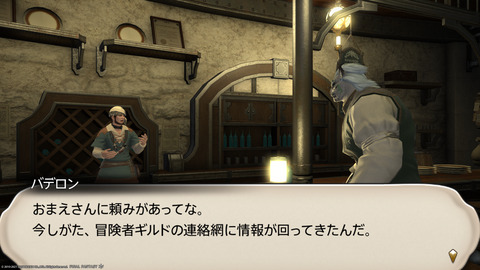 バデロン
おまえさんに頼みがあってな。
今しがた、冒険者ギルドの連絡網に情報が回ってきたんだ。